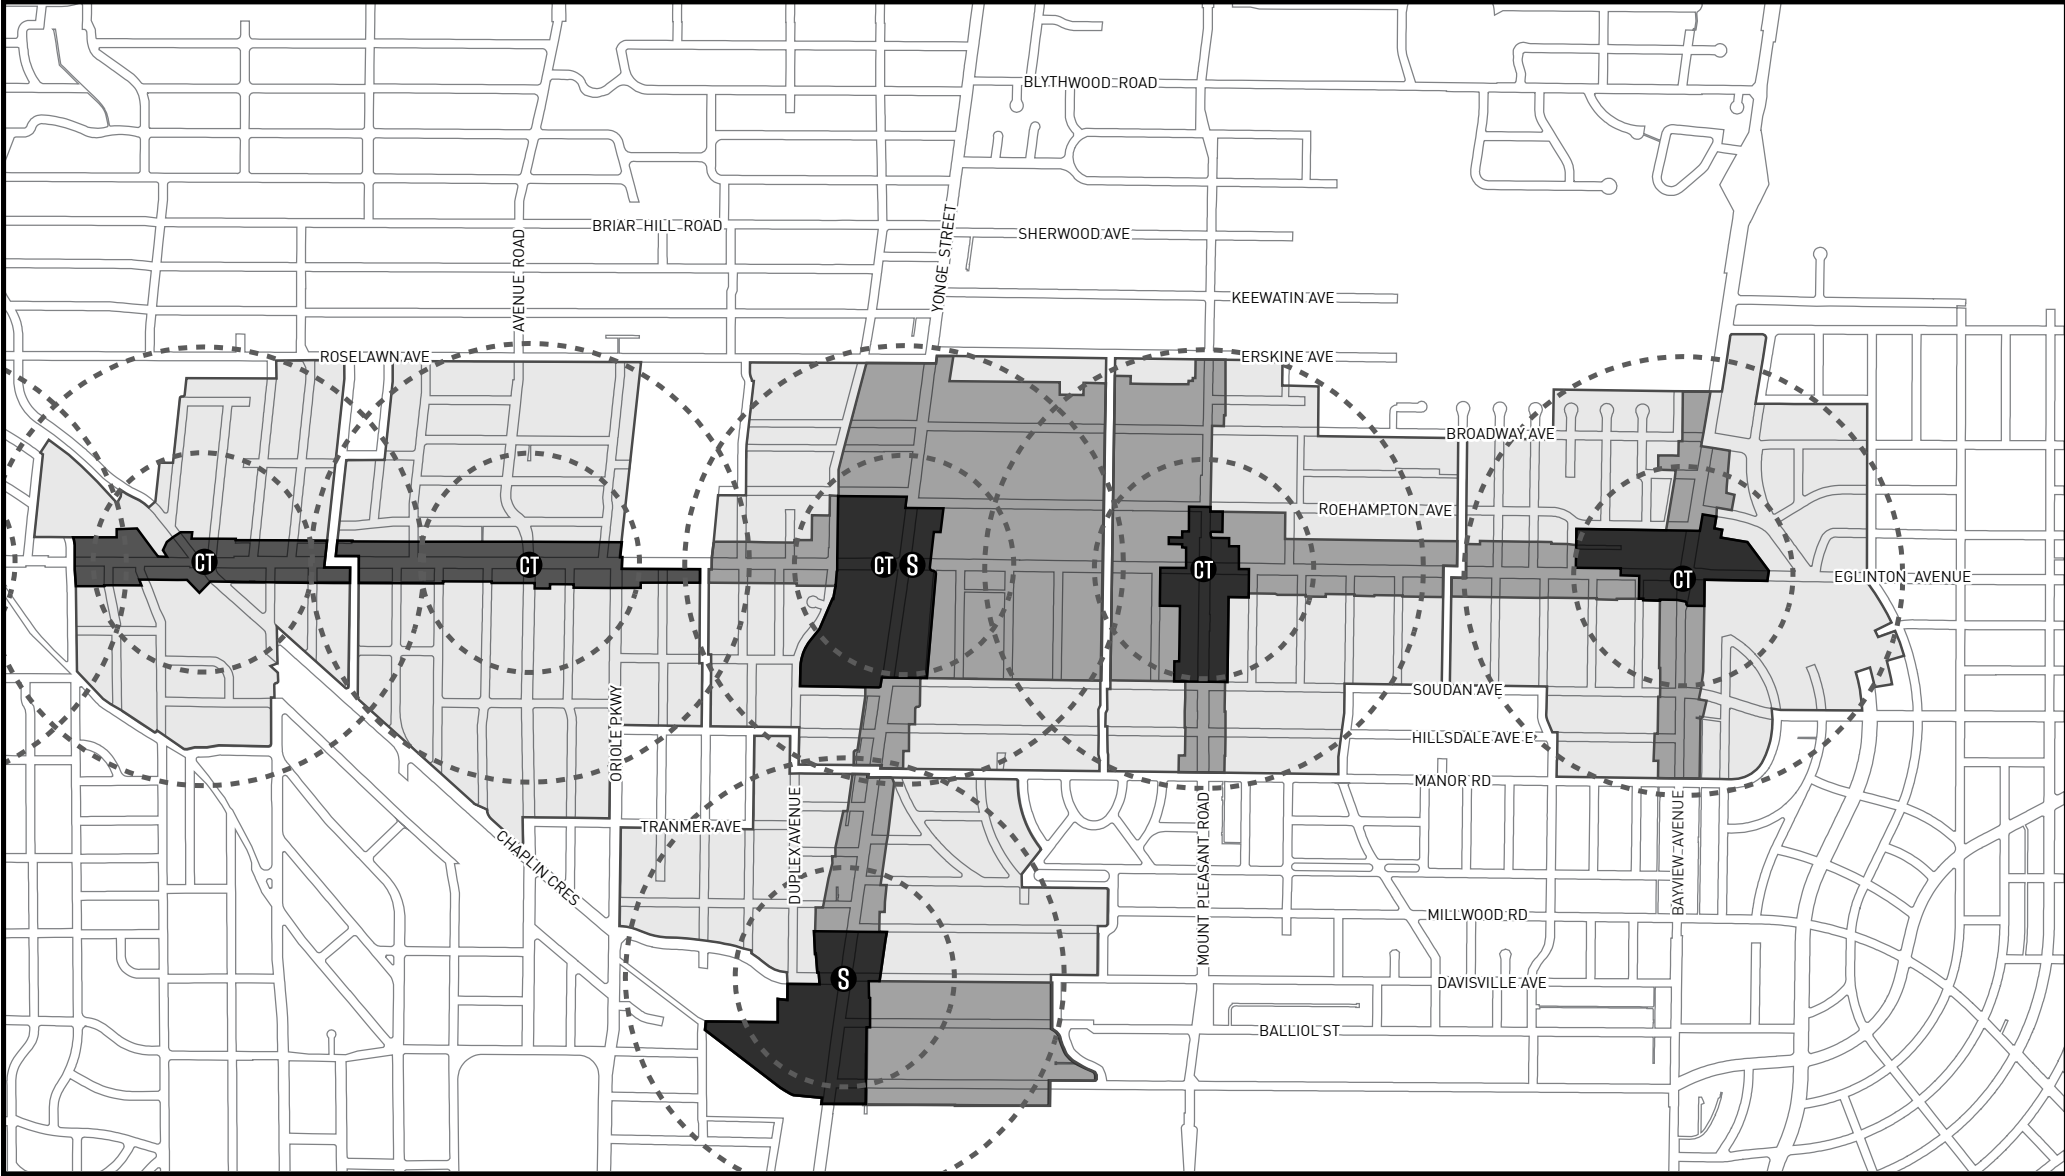 BLYTHWOOD ROAD
BRIAR HILL ROAD
AVENUE ROAD
YONGE STREET
SHERWOOD AVE
KEEWATIN AVE
ROSELAWN AVE
ERSKINE AVE
BROADWAY AVE
ROEHAMPTON AVE
CT
CT
CT S
CT
CT
EGLINTON AVENUE
SOUDAN AVE
ORIOLE PKWY
HILLSDALE AVE E
MANOR RD
TRANMER AVE
DUPLEX AVENUE
MOUNT PLEASANT ROAD
BAYVIEW AVENUE
CHAPLIN CRES
MILLWOOD RD
S
DAVISVILLE AVE
BALLIOL ST